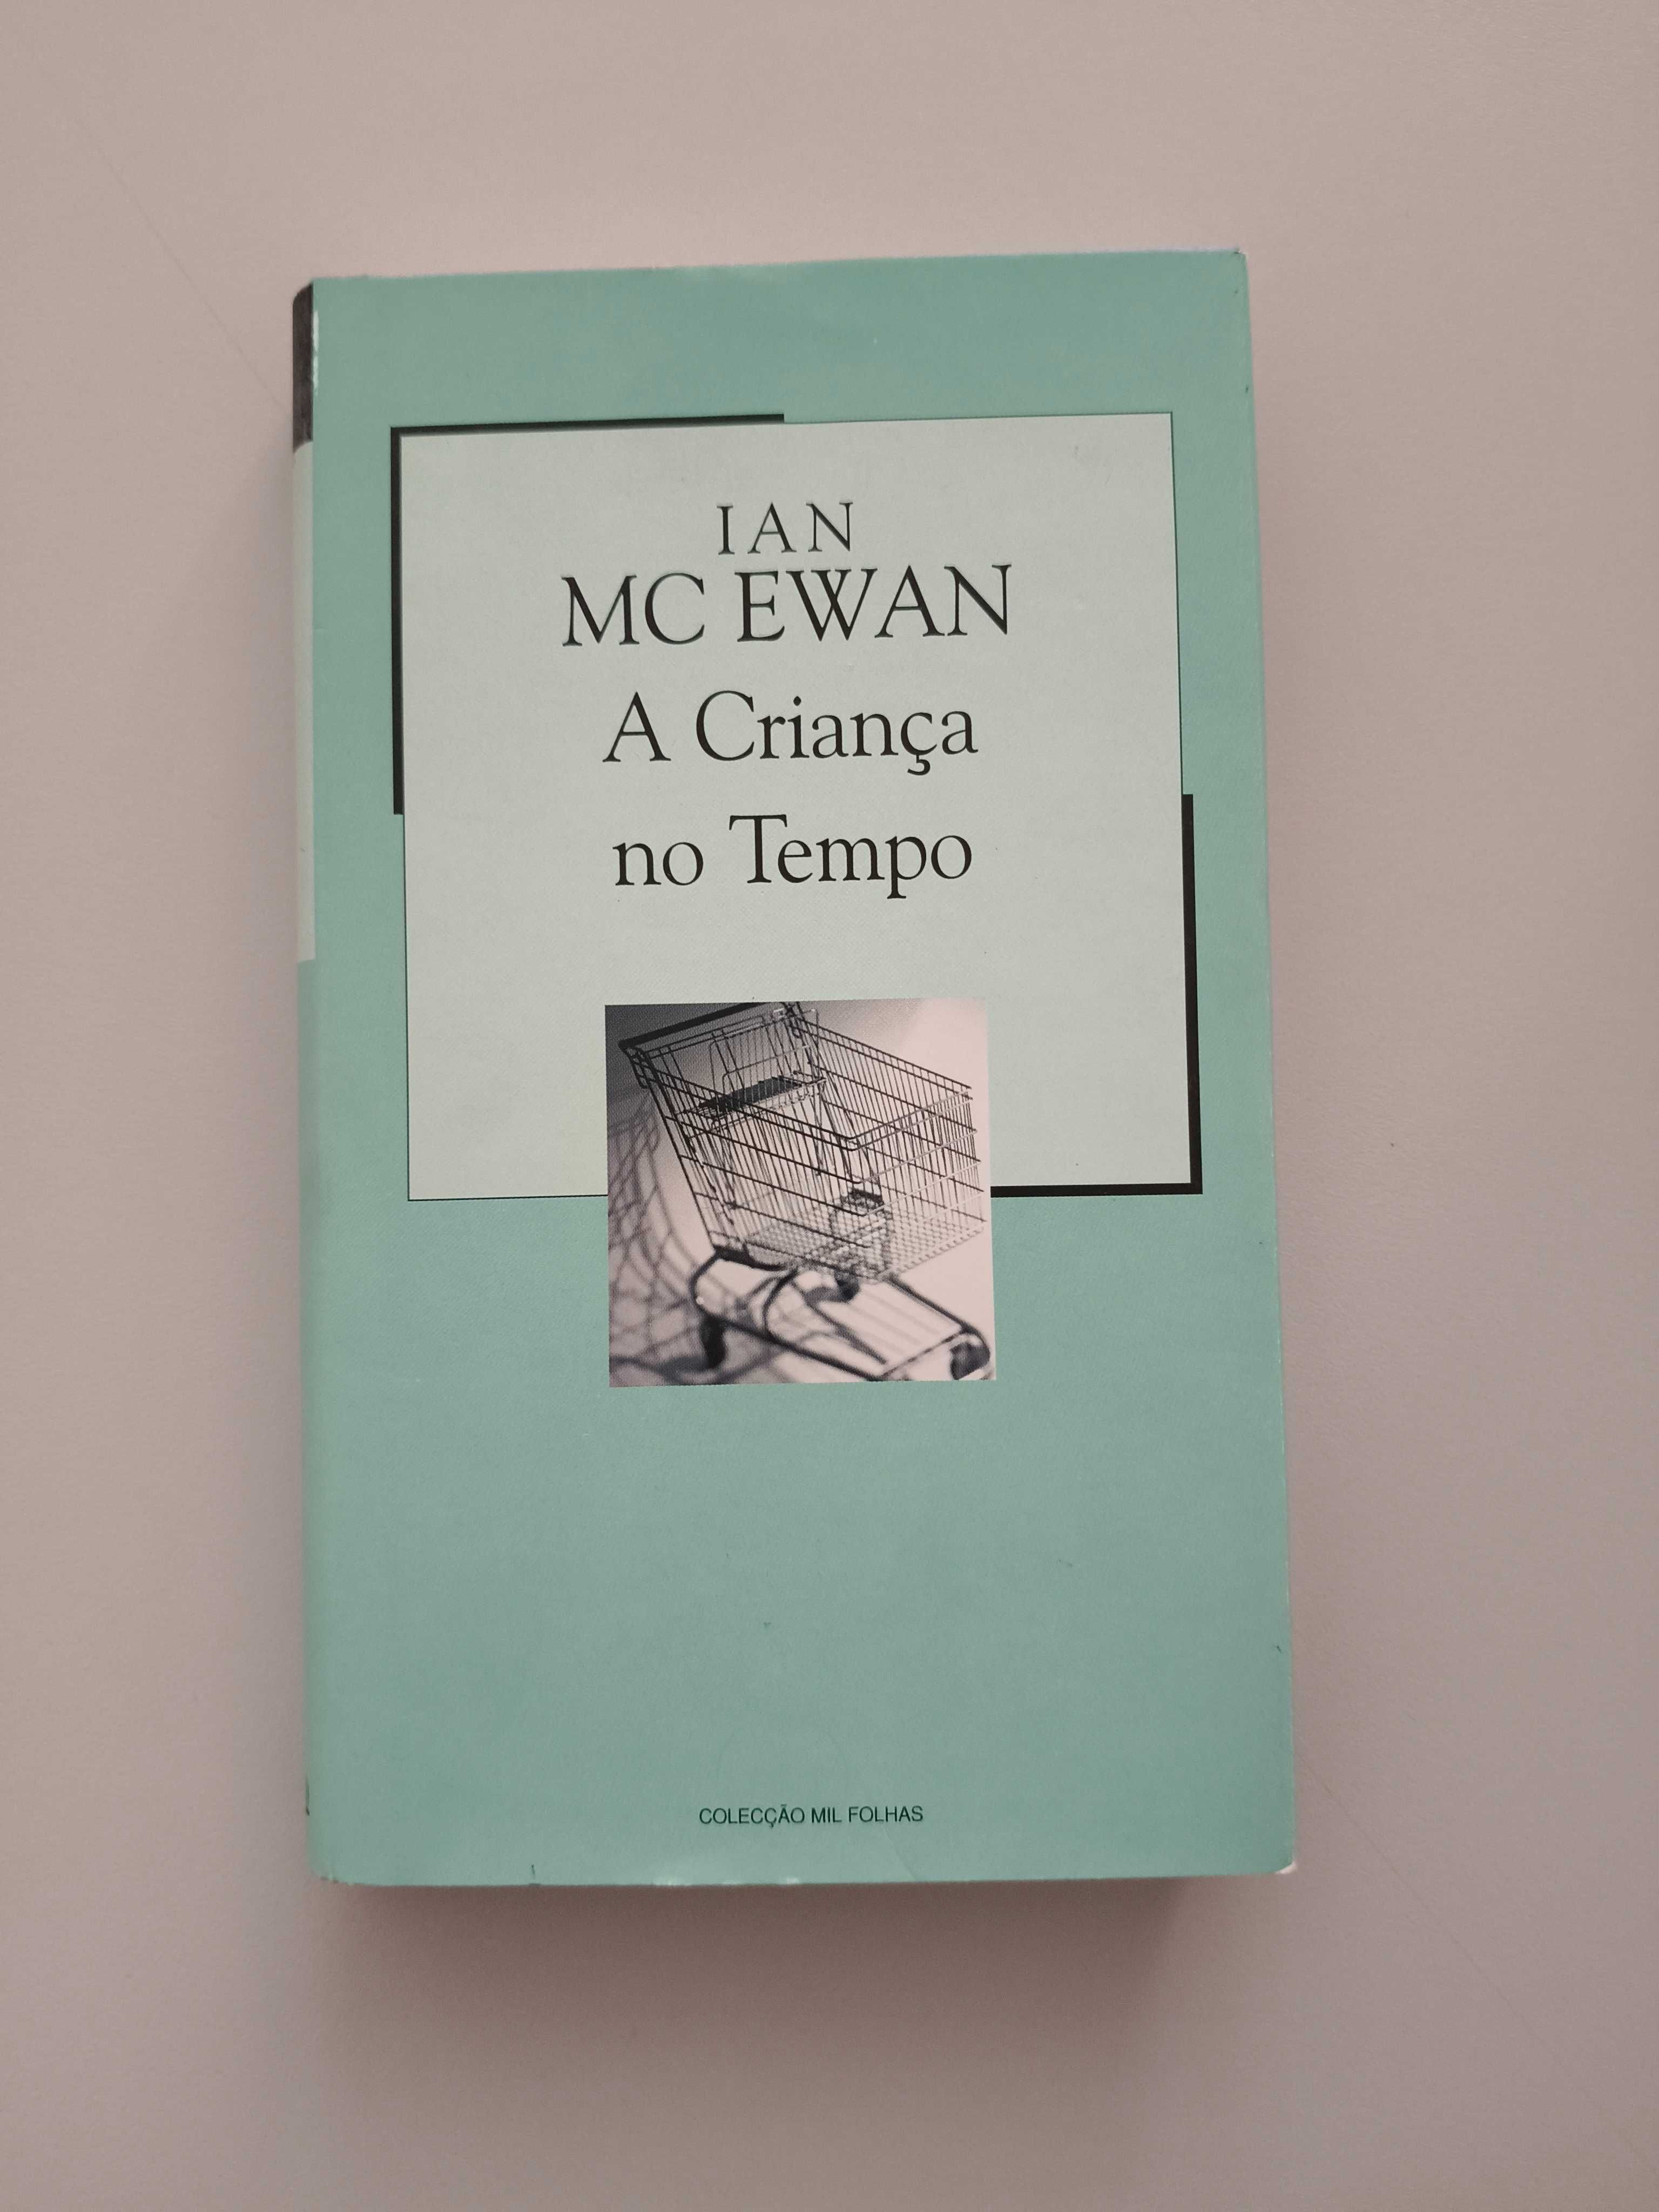 IAN
MC EWAN
A Criança
no Tempo
COLECÇÃO MIL FOLHAS